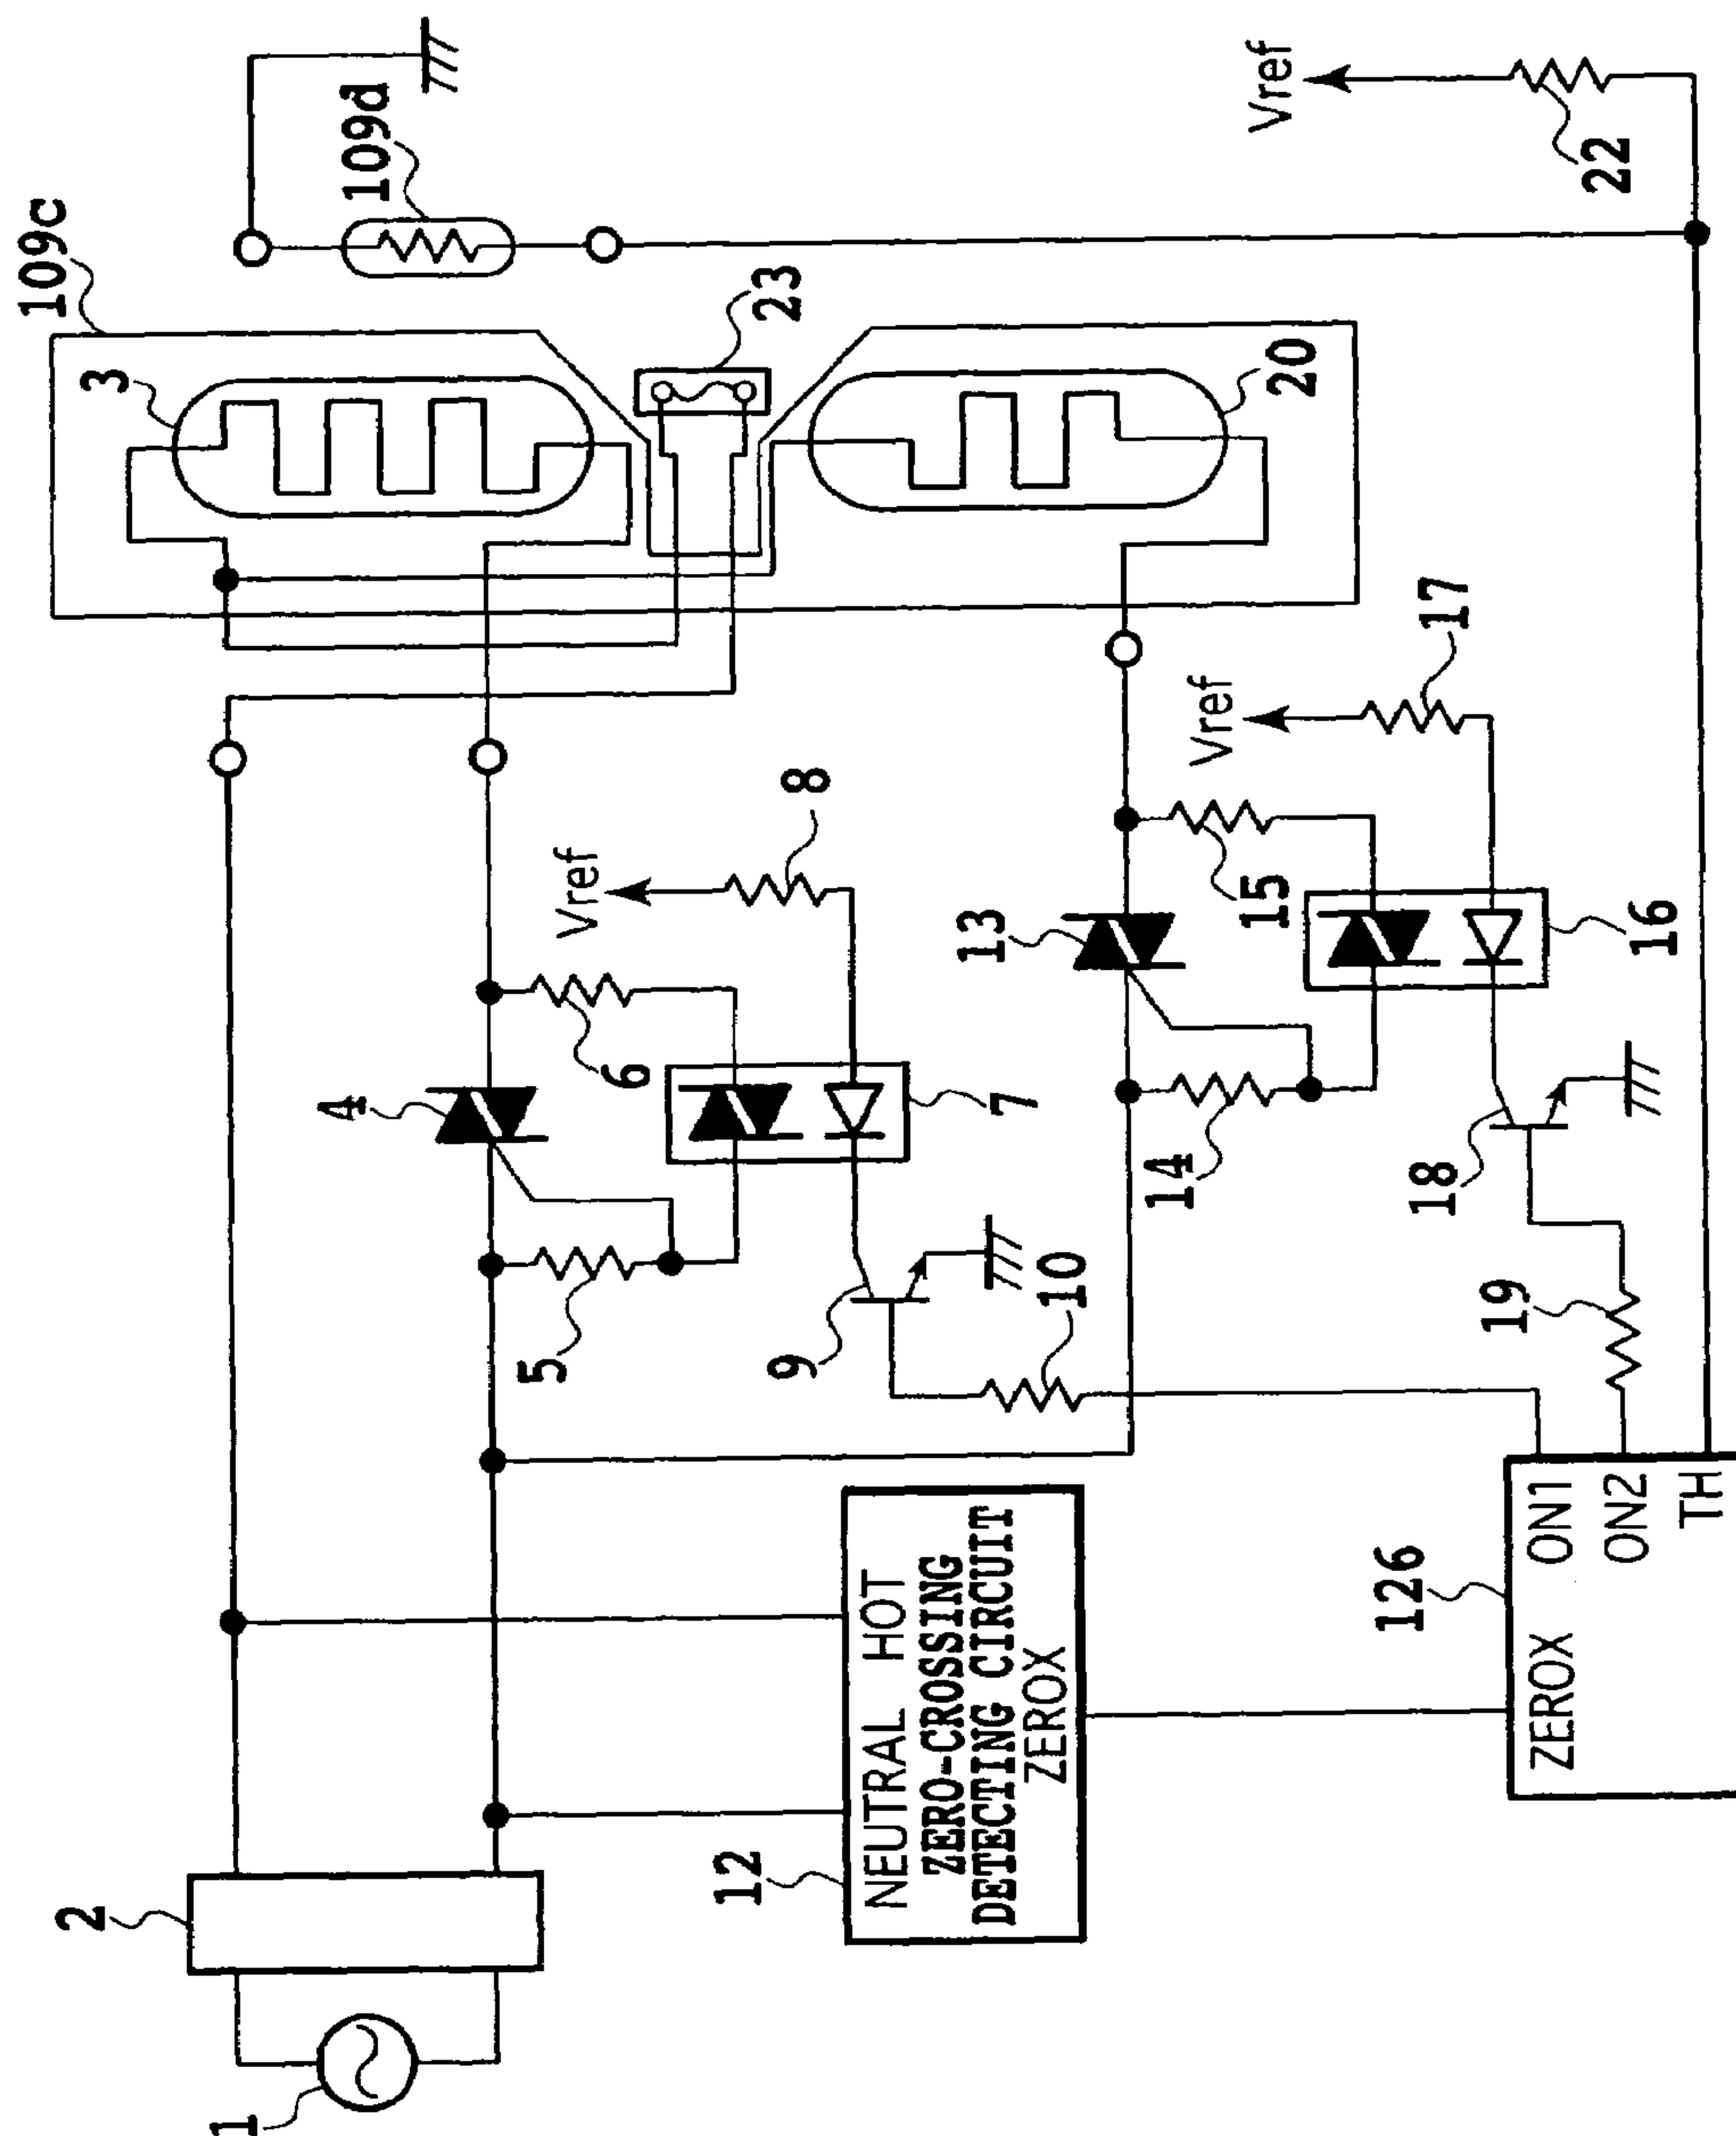 109c
2
3
1
4
109d
5
Vref
6
12
9
23
8
NEUTRAL HOT
ZERO-CROSSING
DETECTING CIRCUIT
ZEROX
13
7
10
14
Vref
15
Vref
20
126
18
17
19
ZEROX ON1
ON2
TH
22
16